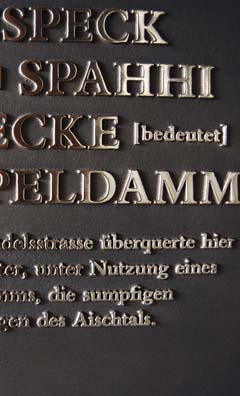 SPECK
SPAHHI
ECKE [bedeutet]
PELDAMM
delsstrasse überquerte hier
ter, unter Nutzung eines
mms, die sumpfigen
gen des Aischtals.